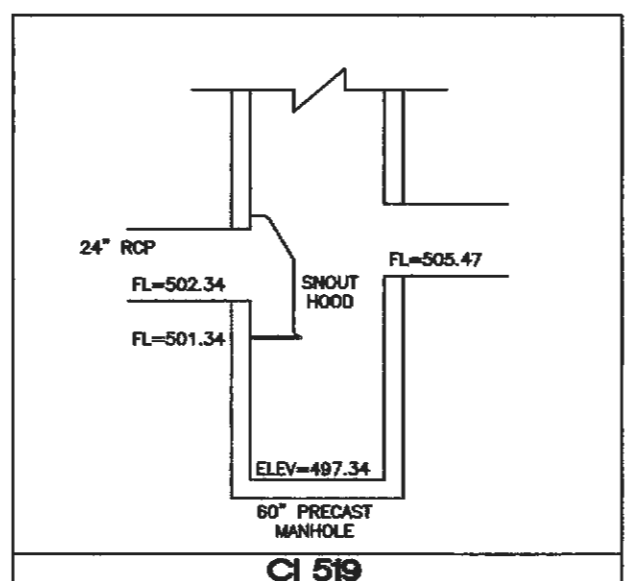 24" RCP
FL=502.34
FL=501.34
SNOUT
HOOD
FL=505.47
ELEV=497.34
60" PRECAST
MANHOLE
CI 519